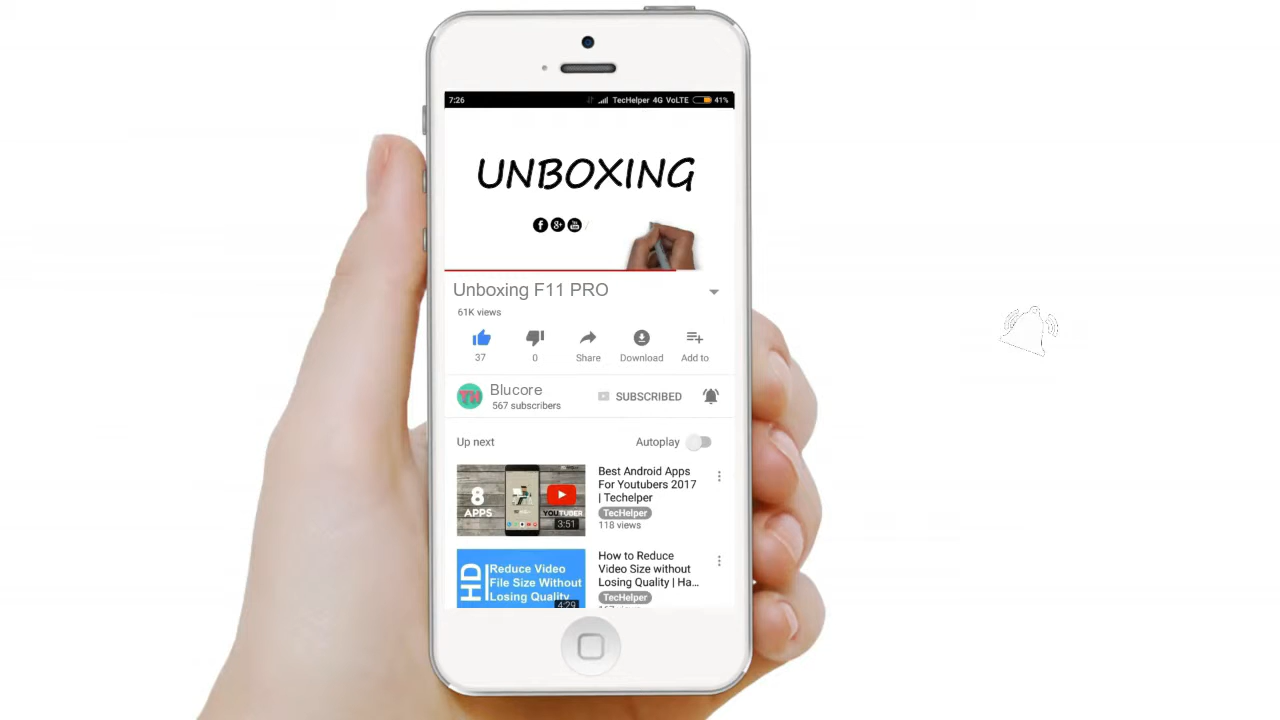 7:26 TecHelper 4G VoLTE 41%
UNBOXING
Unboxing F11 PRO
61K views
37 0 Share Download Add to
Blucore
567 subscribers
SUBSCRIBED
Up next Autoplay
8
APPS
YOUTUBER
3:51
Best Android Apps
For Youtubers 2017
| Techelper
TecHelper
118 views
HD
Reduce Video
File Size Without
Losing Quality
4:29
How to Reduce
Video Size without
Losing Quality | Ha...
TecHelper